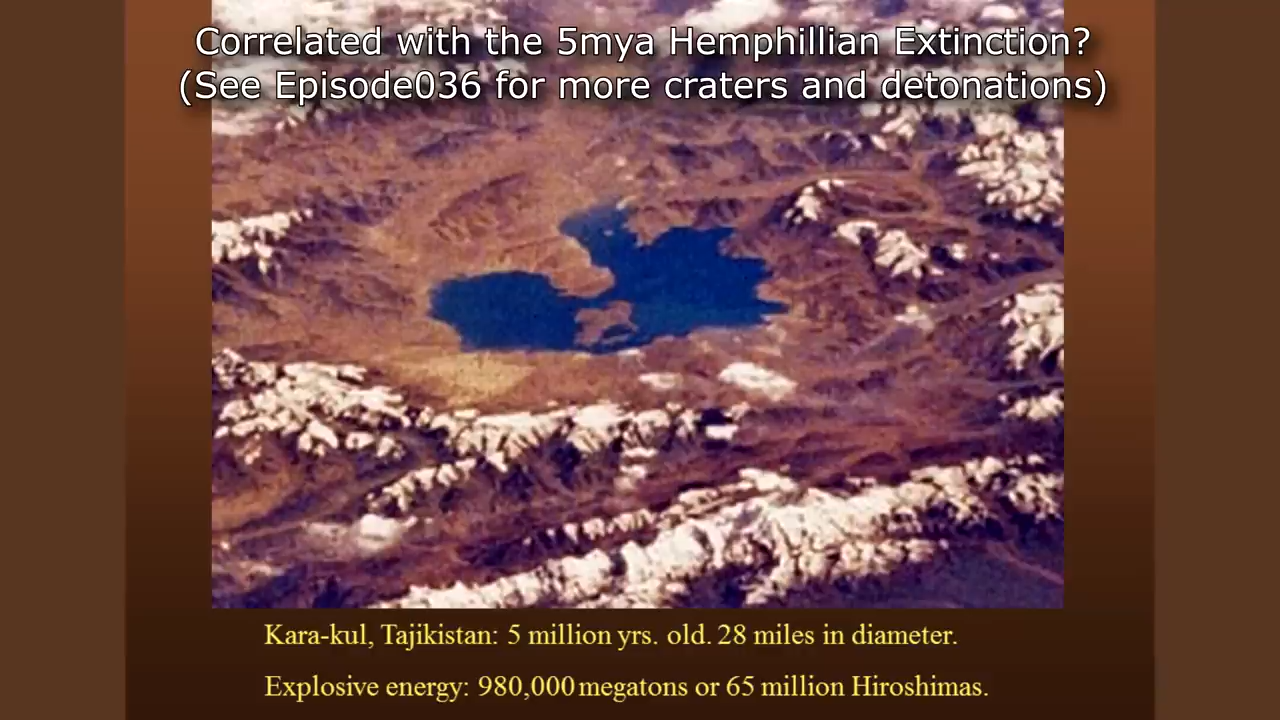 Correlated with the 5mya Hemphillian Extinction?
(See Episode036 for more craters and detonations)
Kara-kul, Tajikistan: 5 million yrs. old. 28 miles in diameter.
Explosive energy: 980,000 megatons or 65 million Hiroshimas.